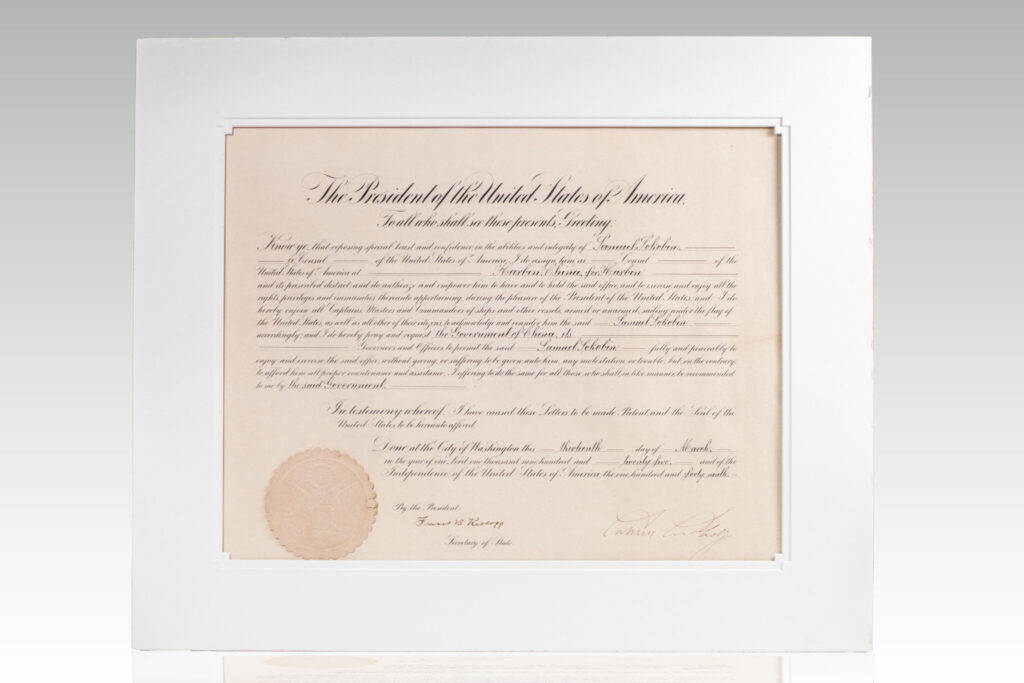 The President of the United States of America,
To all who shall see these presents, Greeting:
Know ye, that reposing special trust and confidence in the abilities and integrity of Samuel Sokobin,
a Consul of the United States of America, I do assign him as Consul of the
United States of America at Harbin, China, for Harbin
and its prescribed district, and do authorize and empower him to have and to hold the said office, and to exercise and enjoy all the
rights, privileges and immunities thereunto appertaining, during the pleasure of the President of the United States; and I do
hereby enjoin all Captains, Masters and Commanders of ships and other vessels, armed or unarmed, sailing under the flag of
the United States, as well as all other of their citizens, to acknowledge and consider him the said Samuel Sokobin
accordingly; and I do hereby pray and request the Government of China, its
Governors and Officers to permit the said Samuel Sokobin fully and peaceably to
enjoy and exercise the said office, without giving, or suffering to be given unto him, any molestation or trouble, but, on the contrary,
to afford him all proper countenance and assistance; I offering to do the same for all those who shall, in like manner, be recommended
to me by the said Government.
In testimony whereof, I have caused these Letters to be made Patent, and the Seal of the
United States to be hereunto affixed.
Done at the City of Washington this thirteenth day of March,
in the year of our Lord one thousand nine hundred and twenty five, and of the
Independence of the United States of America, the one hundred and forty ninth.
By the President:
Frank B Kellogg
Secretary of State.
Calvin Coolidge